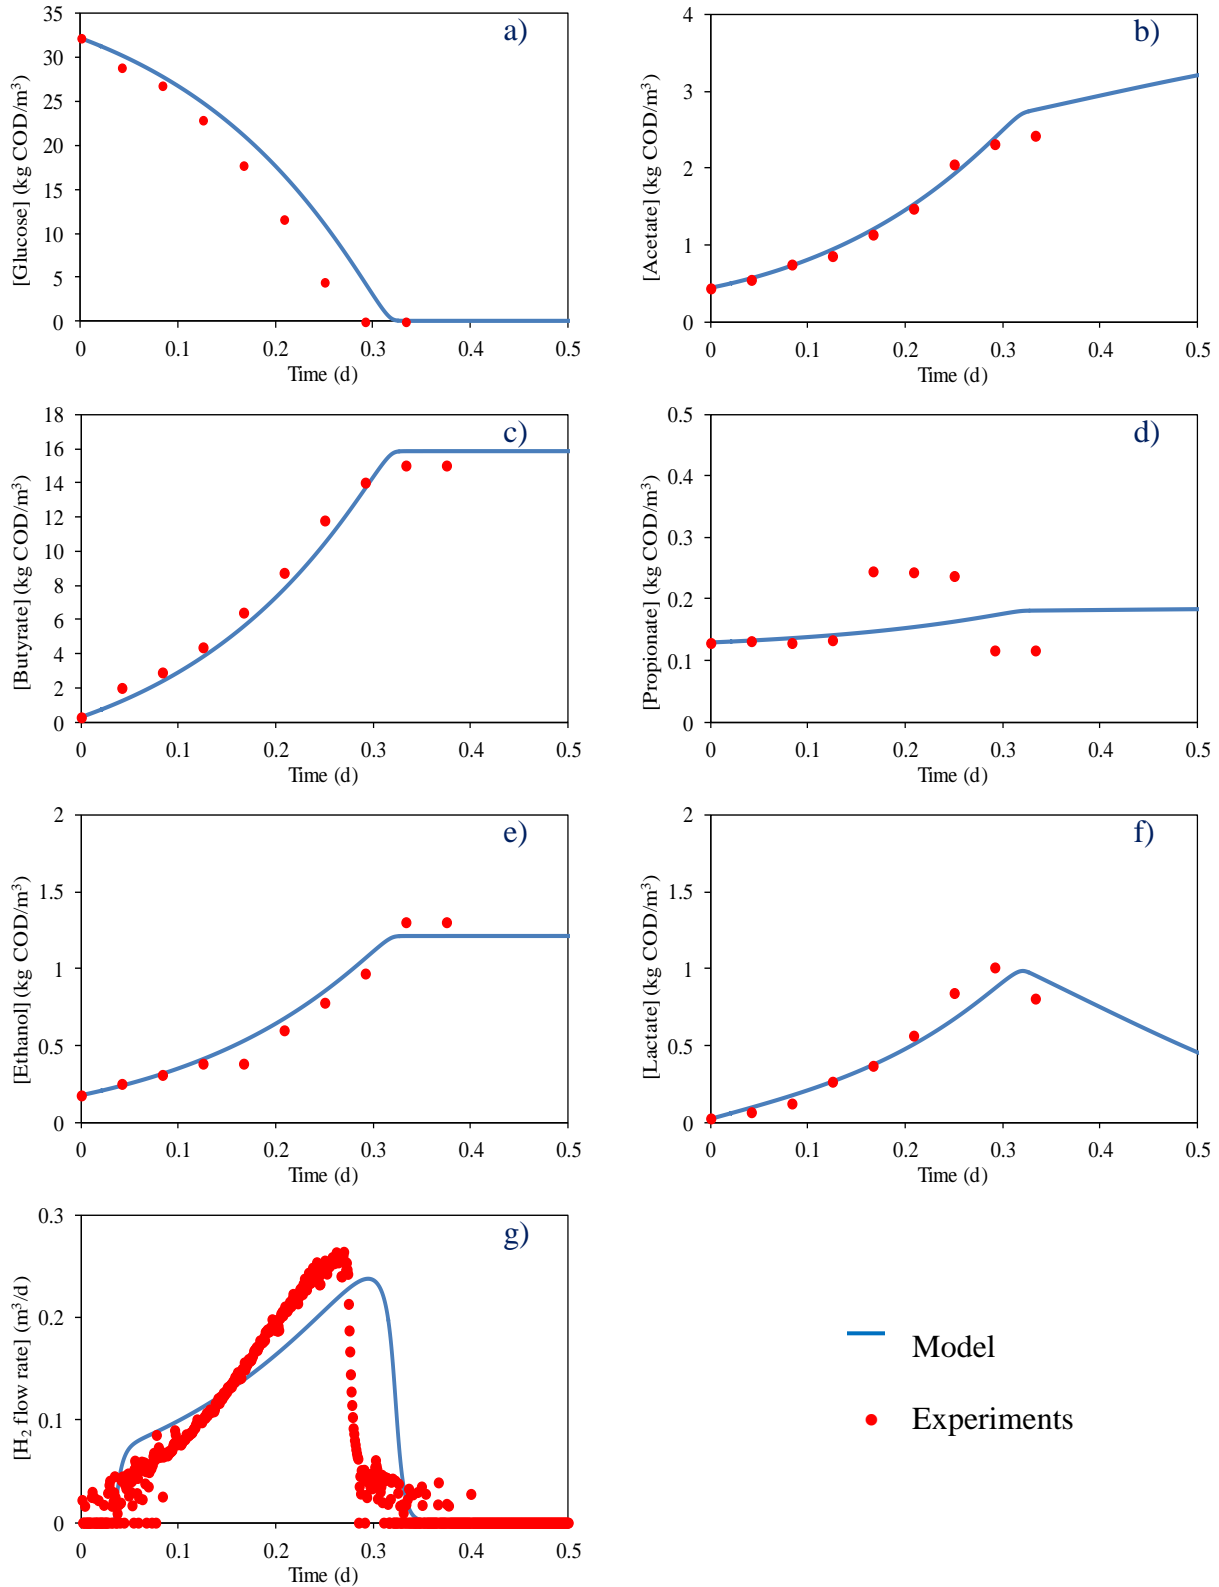 a)
[Glucose] (kg COD/m³)
35
30
25
20
15
10
5
0
0 0.1 0.2 0.3 0.4 0.5
Time (d)
b)
[Acetate] (kg COD/m³)
4
3
2
1
0
0 0.1 0.2 0.3 0.4 0.5
Time (d)
c)
[Butyrate] (kg COD/m³)
18
16
14
12
10
8
6
4
2
0
0 0.1 0.2 0.3 0.4 0.5
Time (d)
d)
[Propionate] (kg COD/m³)
0.5
0.4
0.3
0.2
0.1
0
0 0.1 0.2 0.3 0.4 0.5
Time (d)
e)
[Ethanol] (kg COD/m³)
2
1.5
1
0.5
0
0 0.1 0.2 0.3 0.4 0.5
Time (d)
f)
[Lactate] (kg COD/m³)
2
1.5
1
0.5
0
0 0.1 0.2 0.3 0.4 0.5
Time (d)
g)
[H₂ flow rate] (m³/d)
0.3
0.2
0.1
0
0 0.1 0.2 0.3 0.4 0.5
Time (d)
Model
Experiments